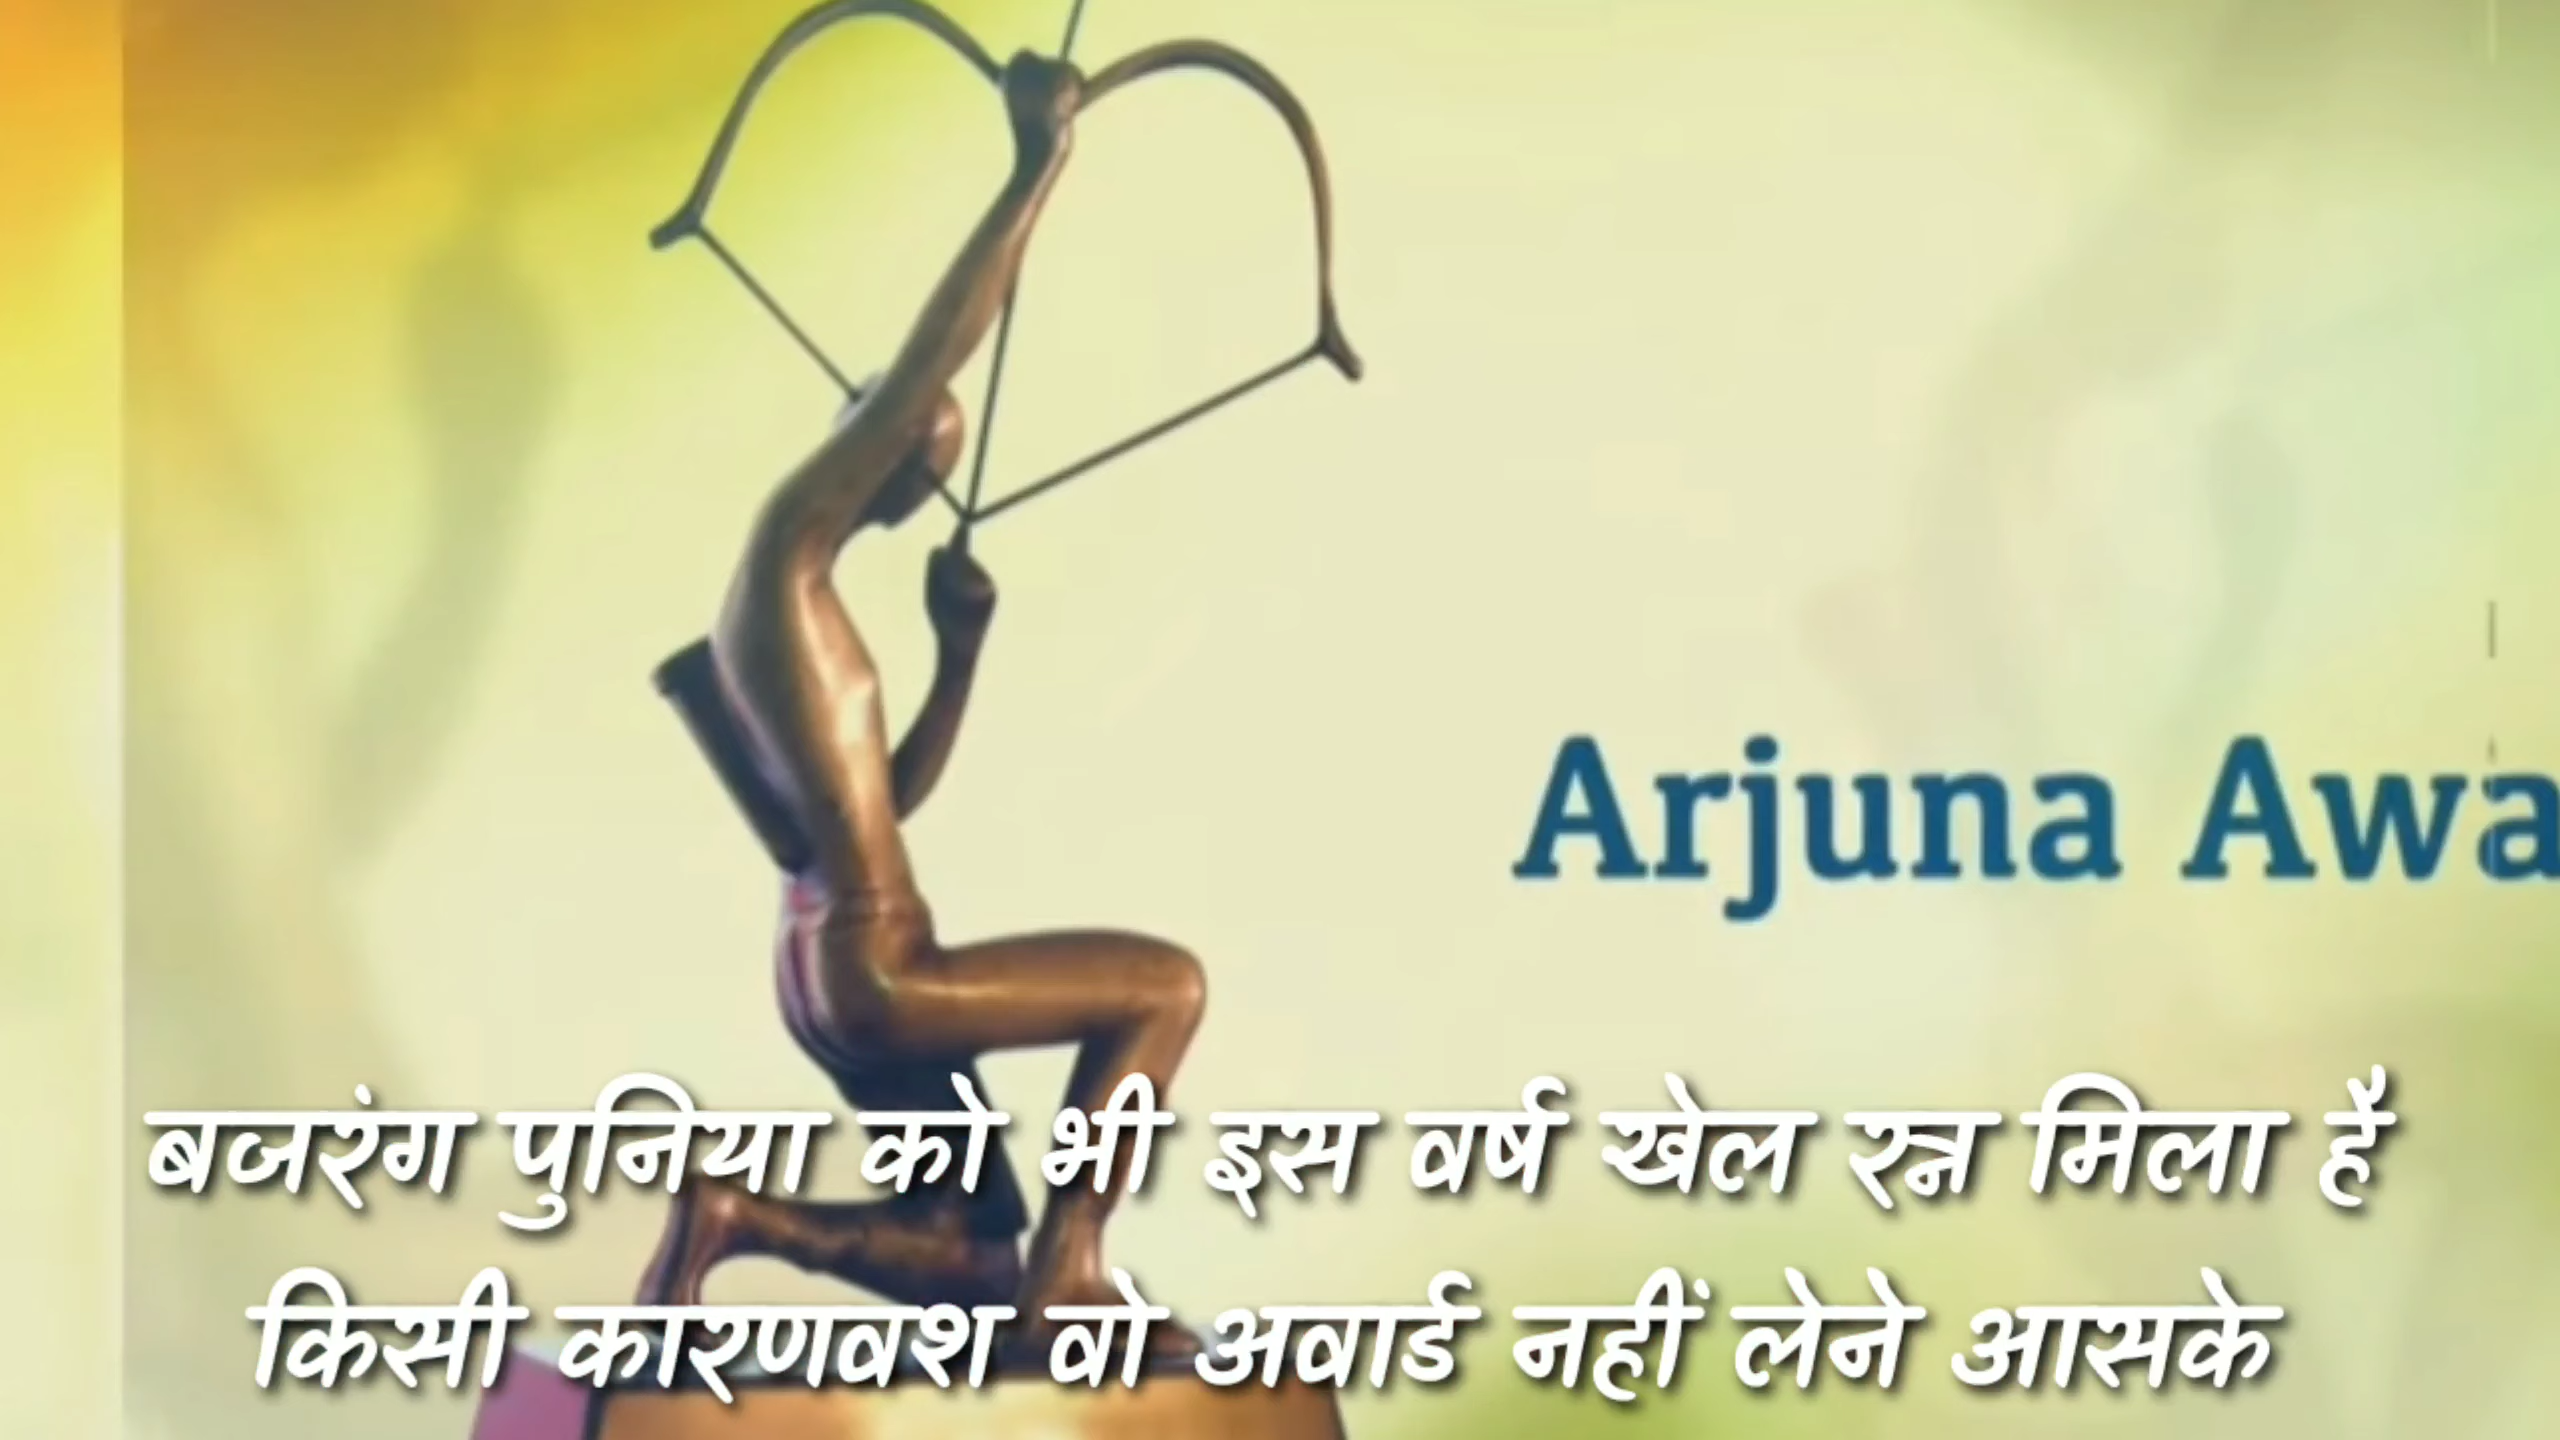 Arjuna Awa
बजरंग पुनिया को भी इस वर्ष खेल रत्न मिला है
किसी कारणवश वो अवार्ड नहीं लेने आसके